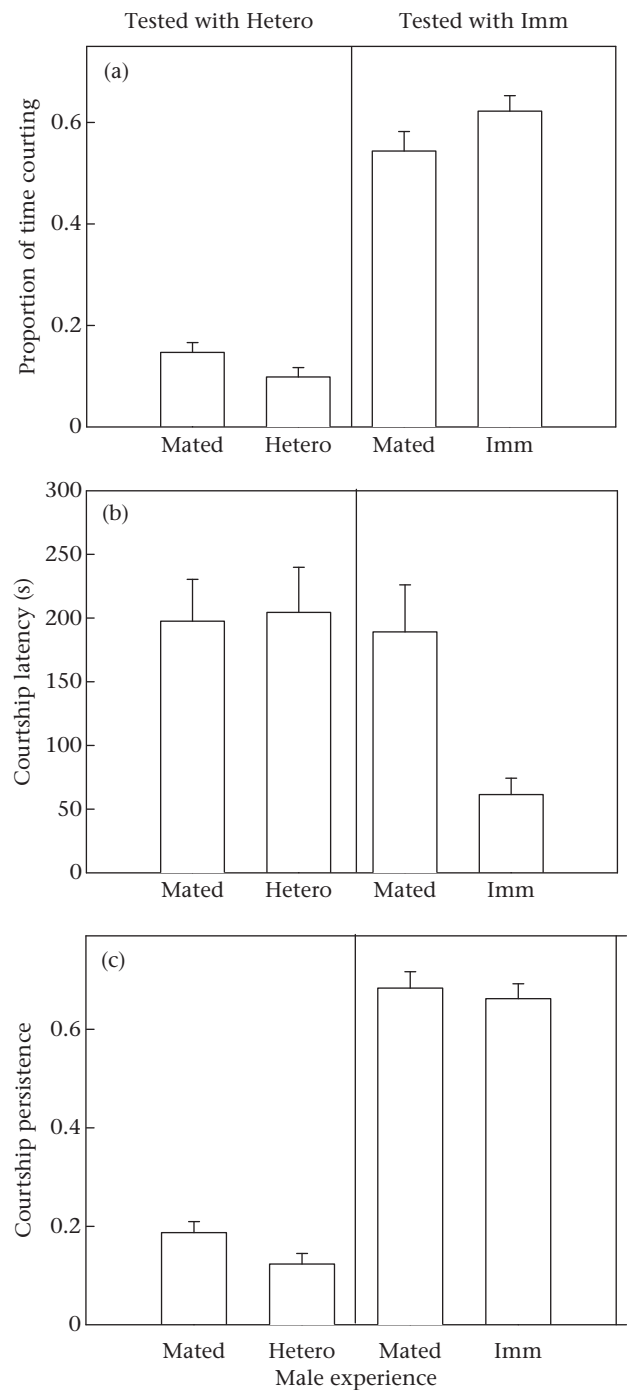 Tested with Hetero Tested with Imm
(a)
Proportion of time courting
0.6
0.4
0.2
0
Mated Hetero Mated Imm
(b)
Courtship latency (s)
300
250
200
150
100
50
0
Mated Hetero Mated Imm
(c)
Courtship persistence
0.6
0.4
0.2
0
Mated Hetero Mated Imm
Male experience